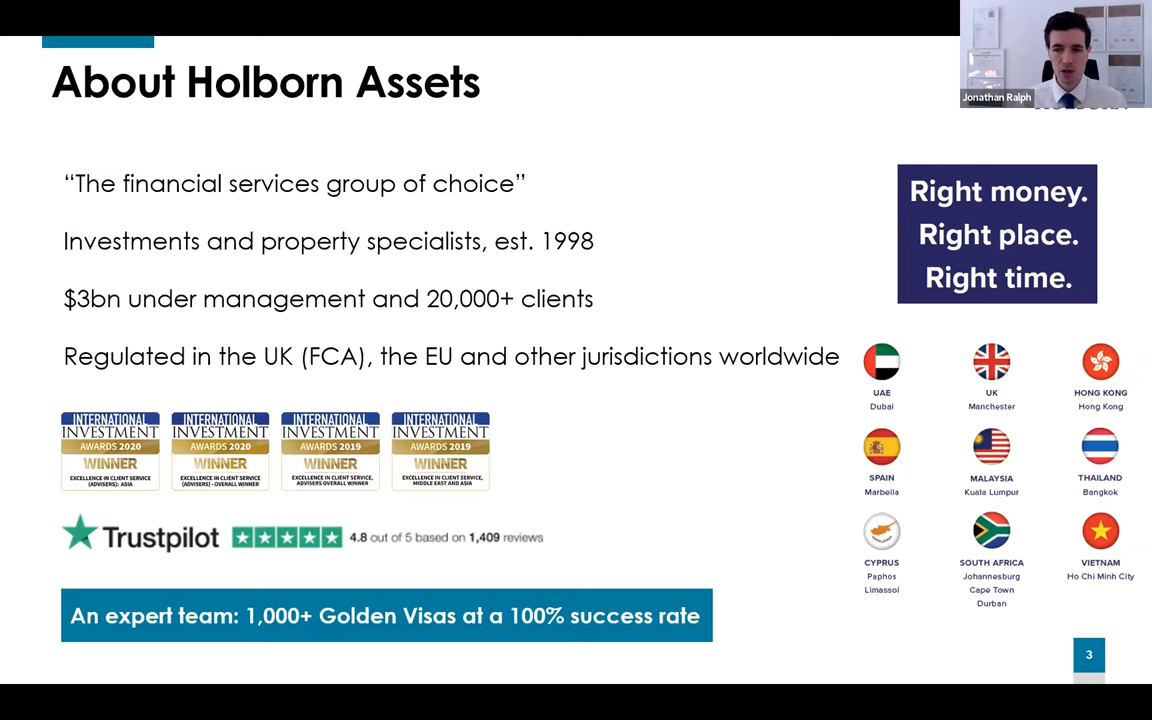 About Holborn Assets
Jonathan Ralph
“The financial services group of choice”
Investments and property specialists, est. 1998
$3bn under management and 20,000+ clients
Regulated in the UK (FCA), the EU and other jurisdictions worldwide
Right money.
Right place.
Right time.
INTERNATIONAL
INVESTMENT
AWARDS 2020
WINNER
EXCELLENCE IN CLIENT SERVICE
(ADVISERS): ASIA
INTERNATIONAL
INVESTMENT
AWARDS 2020
WINNER
EXCELLENCE IN CLIENT SERVICE
(ADVISERS) - OVERALL WINNER
INTERNATIONAL
INVESTMENT
AWARDS 2019
WINNER
EXCELLENCE IN CLIENT SERVICE,
ADVISERS OVERALL WINNER
INTERNATIONAL
INVESTMENT
AWARDS 2019
WINNER
EXCELLENCE IN CLIENT SERVICE,
MIDDLE EAST AND ASIA
Trustpilot
4.8 out of 5 based on 1,409 reviews
An expert team: 1,000+ Golden Visas at a 100% success rate
UAE
Dubai
UK
Manchester
HONG KONG
Hong Kong
SPAIN
Marbella
MALAYSIA
Kuala Lumpur
THAILAND
Bangkok
CYPRUS
Paphos
Limassol
SOUTH AFRICA
Johannesburg
Cape Town
Durban
VIETNAM
Ho Chi Minh City
3